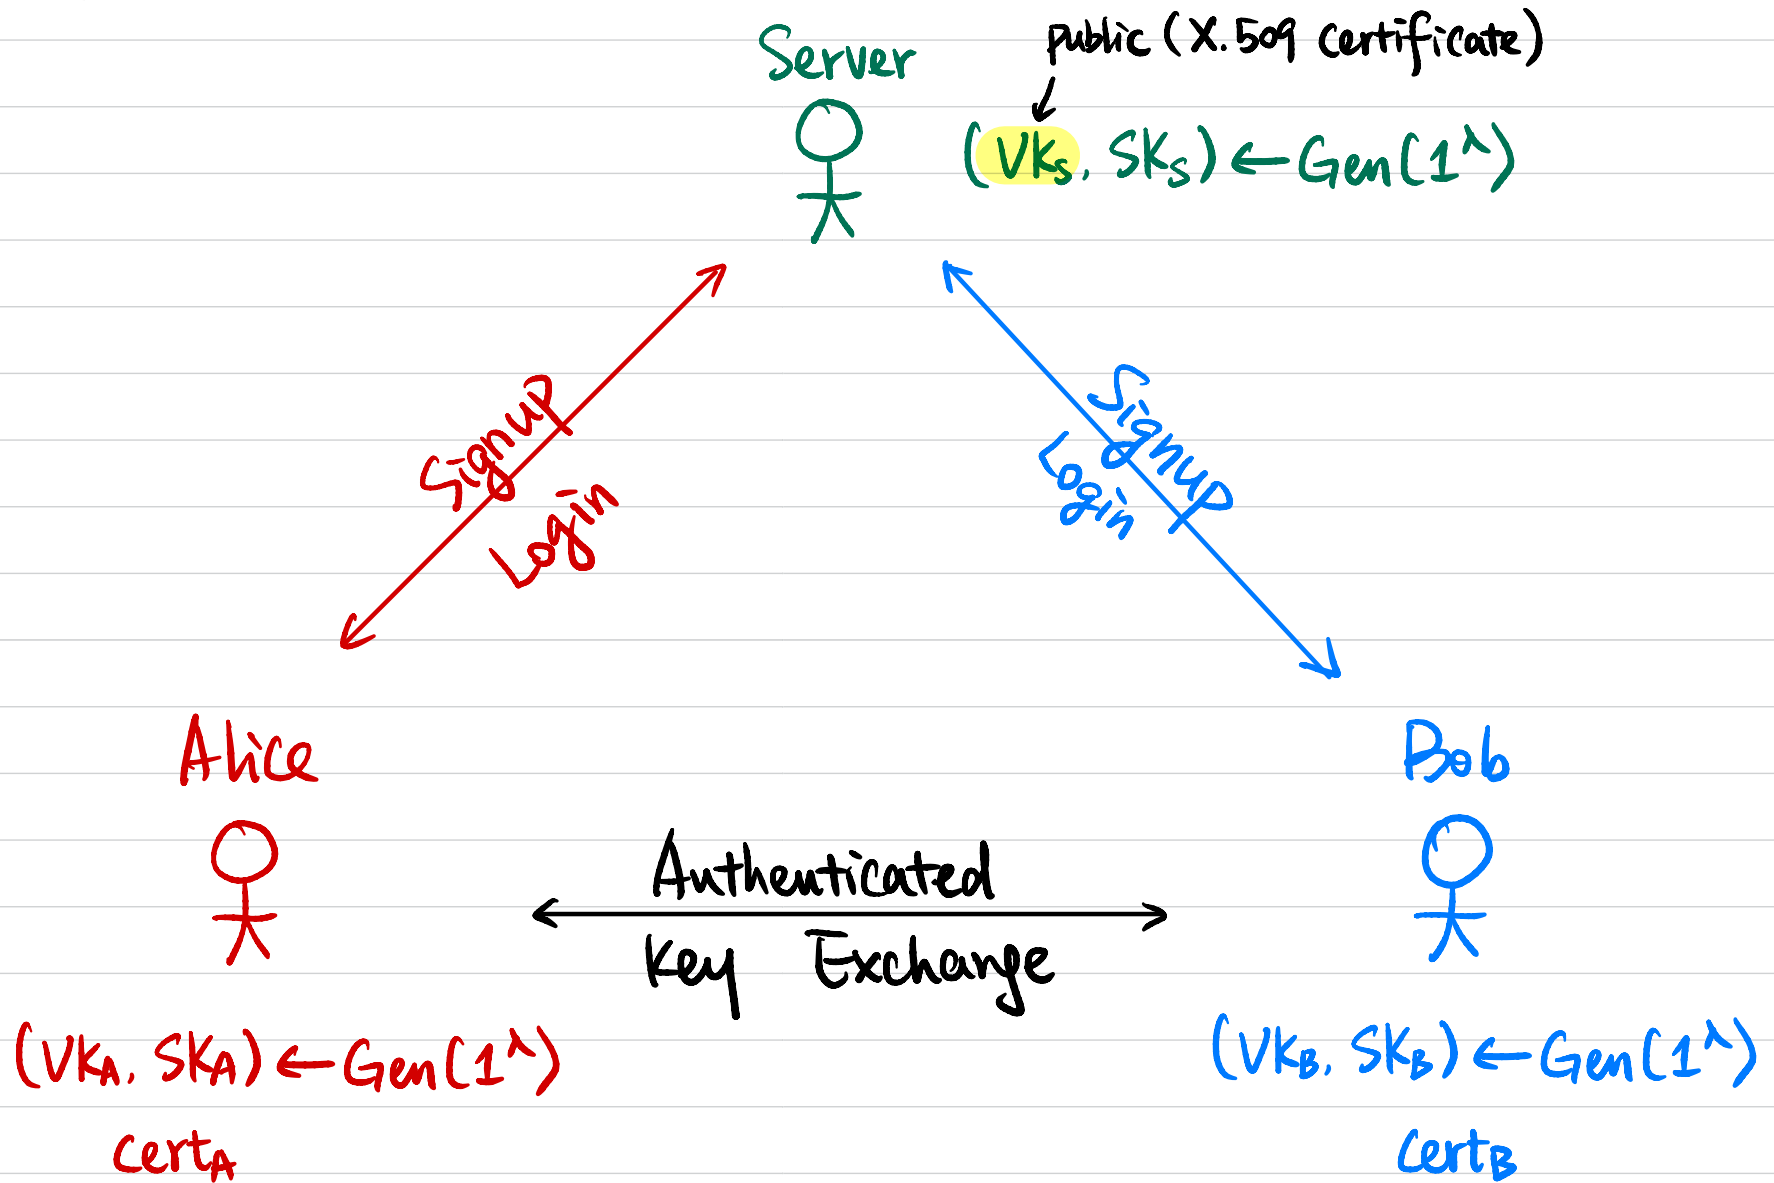 Server
public (X.509 certificate)
(VKs, SKs) ← Gen(1^λ)
Signup
Login
Signup
Login
Alice
Bob
Authenticated
Key Exchange
(VKA, SKA) ← Gen(1^λ)
(VKB, SKB) ← Gen(1^λ)
certA
certB